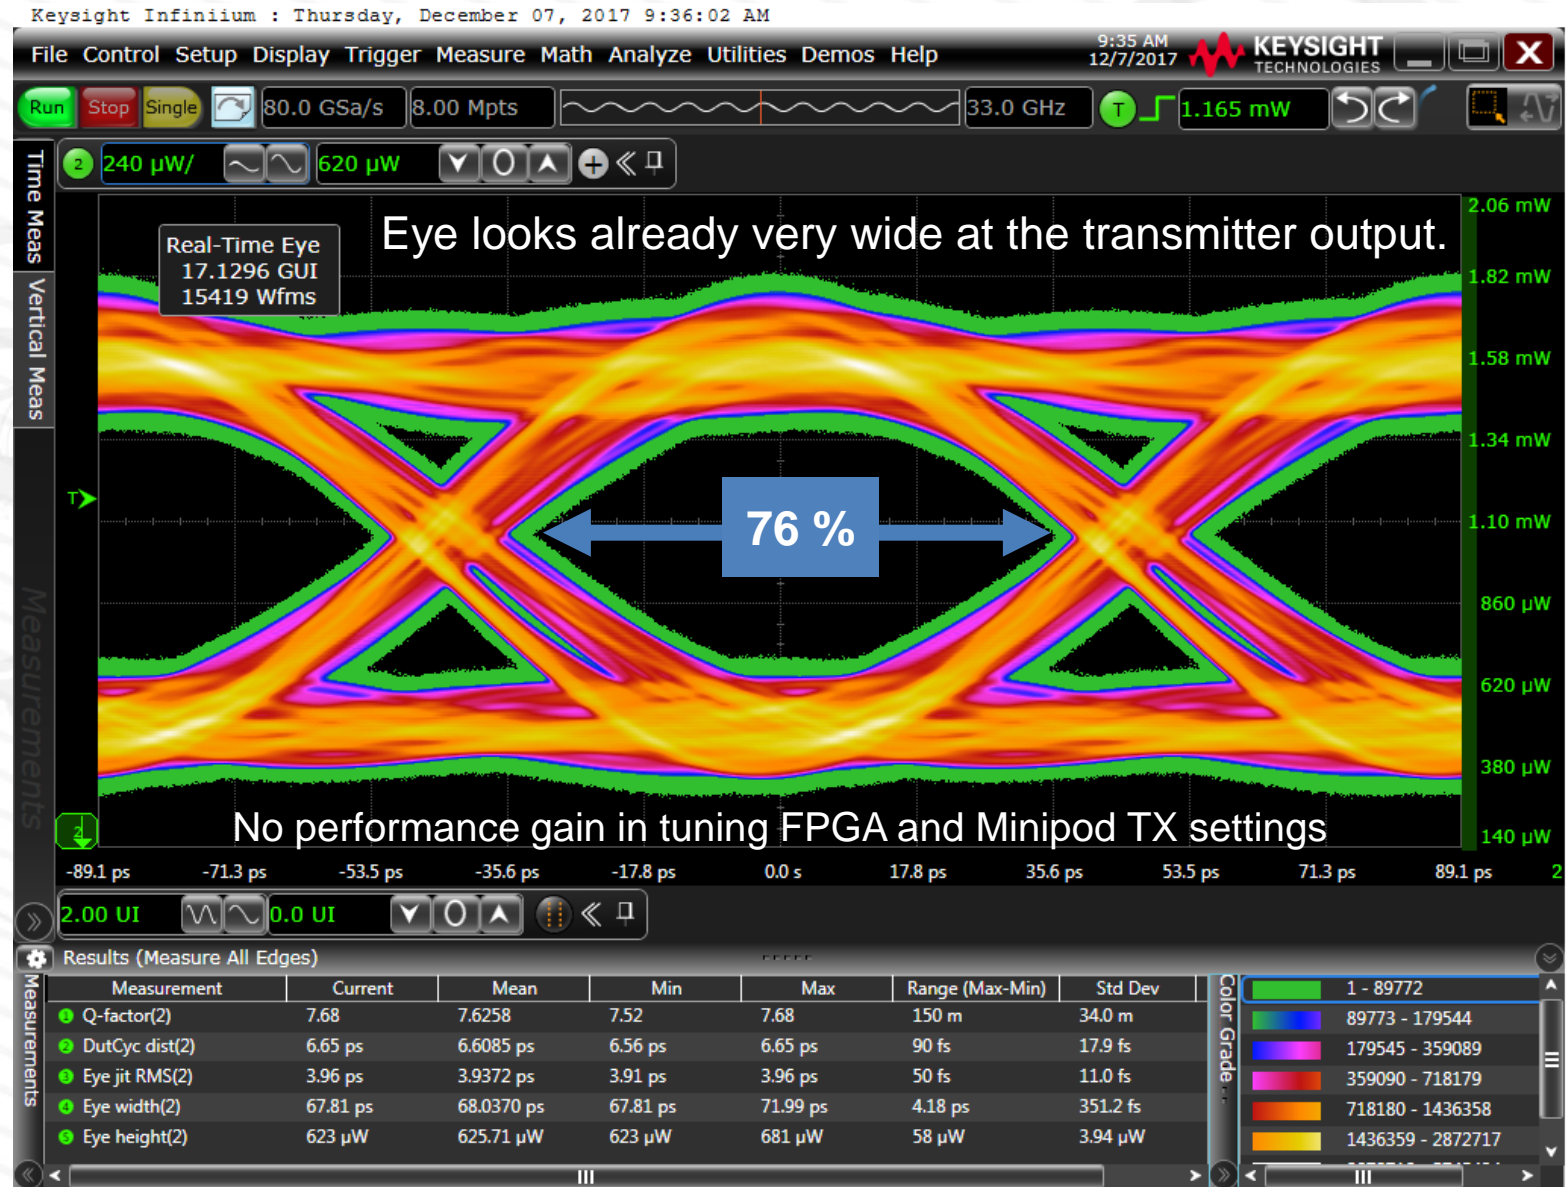 Keysight Infiniium : Thursday, December 07, 2017 9:36:02 AM
File Control Setup Display Trigger Measure Math Analyze Utilities Demos Help
9:35 AM
12/7/2017
KEYSIGHT
TECHNOLOGIES
Run Stop Single 80.0 GSa/s 8.00 Mpts 33.0 GHz T 1.165 mW
2 240 µW/ 620 µW
Time Meas
Vertical Meas
Measurements
Eye looks already very wide at the transmitter output.
Real-Time Eye
17.1296 GUI
15419 Wfms
2.06 mW
1.82 mW
1.58 mW
1.34 mW
T
76 %
1.10 mW
860 µW
620 µW
380 µW
140 µW
No performance gain in tuning FPGA and Minipod TX settings
2
-89.1 ps -71.3 ps -53.5 ps -35.6 ps -17.8 ps 0.0 s 17.8 ps 35.6 ps 53.5 ps 71.3 ps 89.1 ps 2
2.00 UI 0.0 UI
Results (Measure All Edges)
Measurements
Measurement Current Mean Min Max Range (Max-Min) Std Dev
1 Q-factor(2) 7.68 7.6258 7.52 7.68 150 m 34.0 m
2 DutCyc dist(2) 6.65 ps 6.6085 ps 6.56 ps 6.65 ps 90 fs 17.9 fs
3 Eye jit RMS(2) 3.96 ps 3.9372 ps 3.91 ps 3.96 ps 50 fs 11.0 fs
4 Eye width(2) 67.81 ps 68.0370 ps 67.81 ps 71.99 ps 4.18 ps 351.2 fs
5 Eye height(2) 623 µW 625.71 µW 623 µW 681 µW 58 µW 3.94 µW
Color Grade...
1 - 89772
89773 - 179544
179545 - 359089
359090 - 718179
718180 - 1436358
1436359 - 2872717